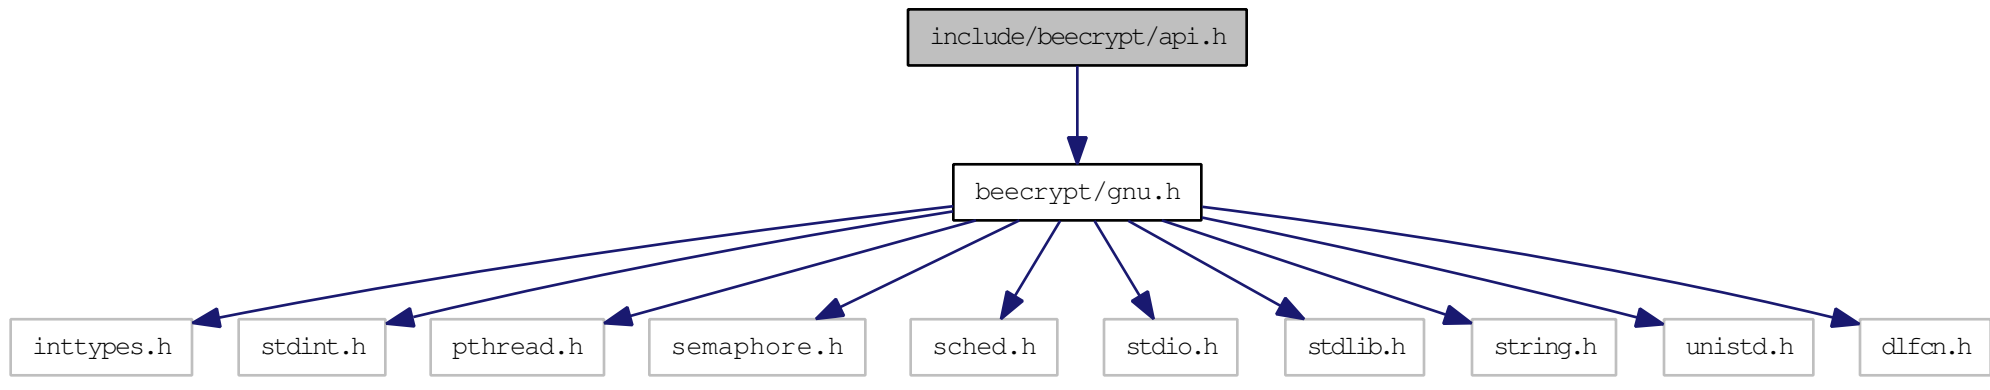 include/beecrypt/api.h
beecrypt/gnu.h
inttypes.h
stdint.h
pthread.h
semaphore.h
sched.h
stdio.h
stdlib.h
string.h
unistd.h
dlfcn.h